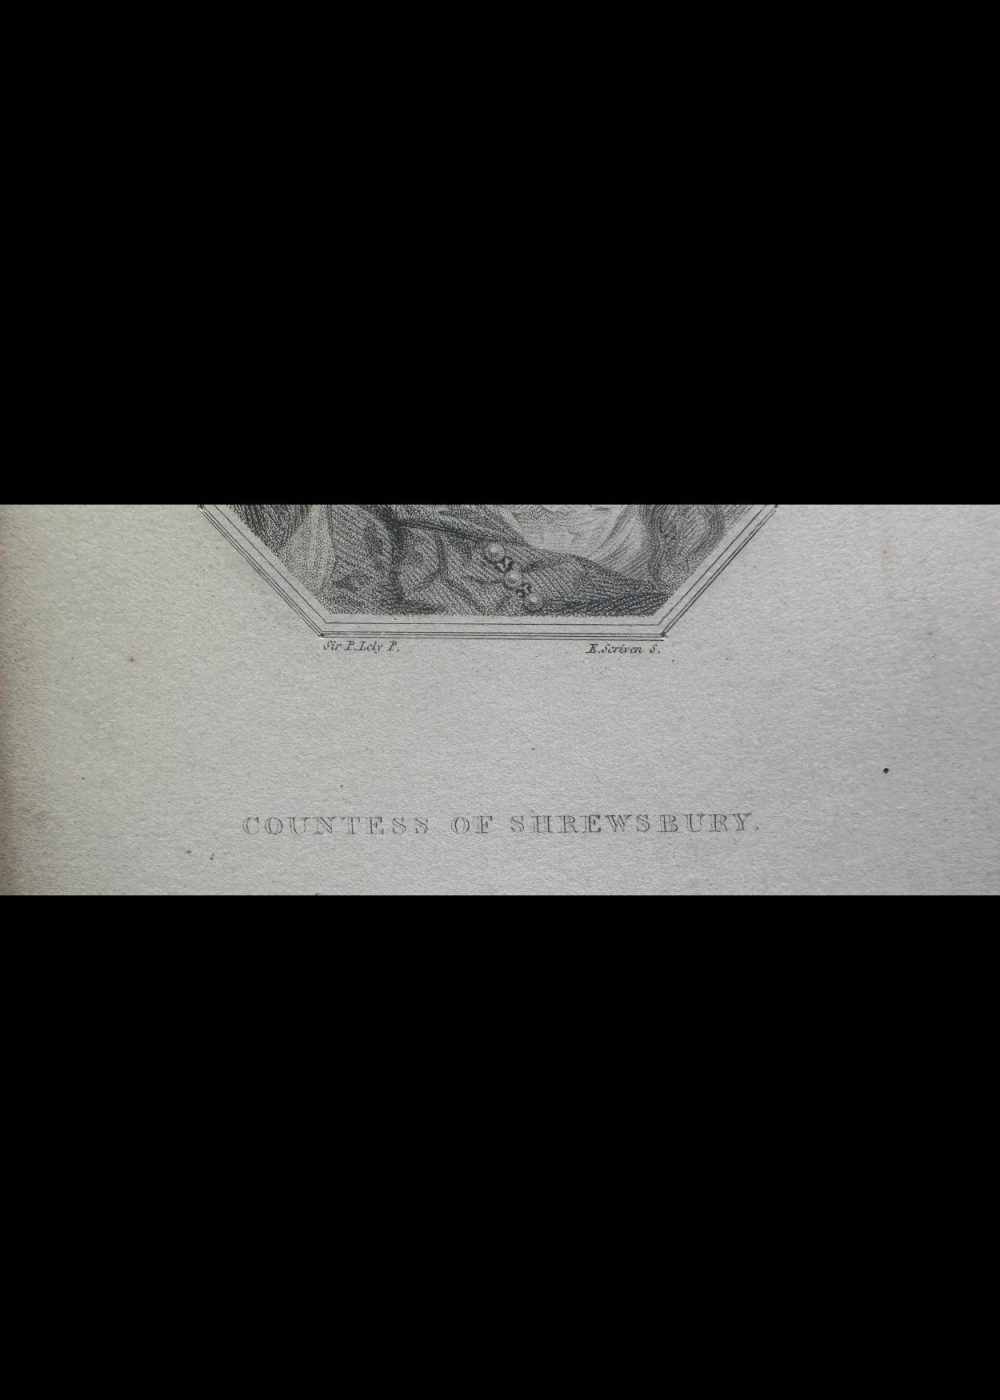 Sir P. Lely P. E. Scriven S.
COUNTESS OF SHREWSBURY.